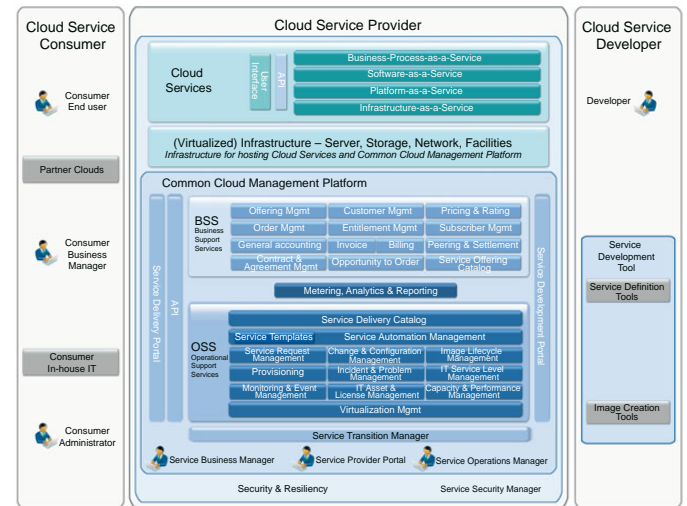 Cloud Service
Consumer
Consumer
End user
Partner Clouds
Consumer
Business
Manager
Consumer
In-house IT
Consumer
Administrator
Cloud Service Provider
Cloud
Services
User
Interface
API
Business-Process-as-a-Service
Software-as-a-Service
Platform-as-a-Service
Infrastructure-as-a-Service
(Virtualized) Infrastructure – Server, Storage, Network, Facilities
Infrastructure for hosting Cloud Services and Common Cloud Management Platform
Common Cloud Management Platform
Service Delivery Portal
API
BSS
Business
Support
Services
Offering Mgmt
Customer Mgmt
Pricing & Rating
Order Mgmt
Entitlement Mgmt
Subscriber Mgmt
General accounting
Invoice
Billing
Peering & Settlement
Contract &
Agreement Mgmt
Opportunity to Order
Service Offering
Catalog
Metering, Analytics & Reporting
OSS
Operational
Support
Services
Service Delivery Catalog
Service Templates
Service Automation Management
Service Request
Management
Change & Configuration
Management
Image Lifecycle
Management
Provisioning
Incident & Problem
Management
IT Service Level
Management
Monitoring & Event
Management
IT Asset &
License Management
Capacity & Performance
Management
Virtualization Mgmt
Service Development Portal
Service Transition Manager
Service Business Manager
Service Provider Portal
Service Operations Manager
Security & Resiliency
Service Security Manager
Cloud Service
Developer
Developer
Service
Development
Tool
Service Definition
Tools
Image Creation
Tools